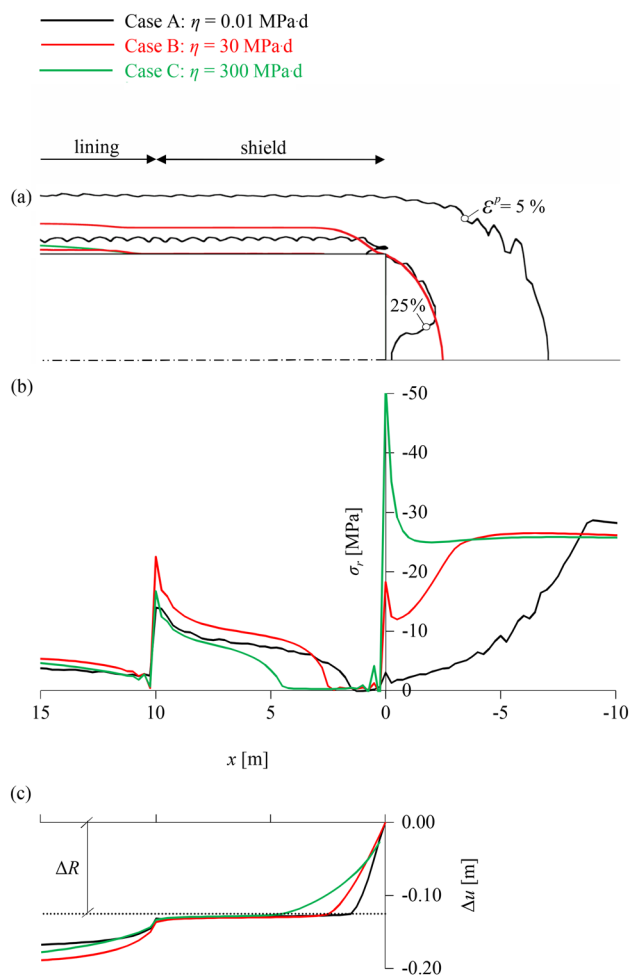 Case A: η = 0.01 MPa·d
Case B: η = 30 MPa·d
Case C: η = 300 MPa·d
lining
shield
(a)
εᵖ= 5 %
25%
(b)
-50
-40
-30
σᵣ [MPa]
-20
-10
0
15
10
5
0
-5
-10
x [m]
(c)
0.00
ΔR
Δu [m]
-0.10
-0.20